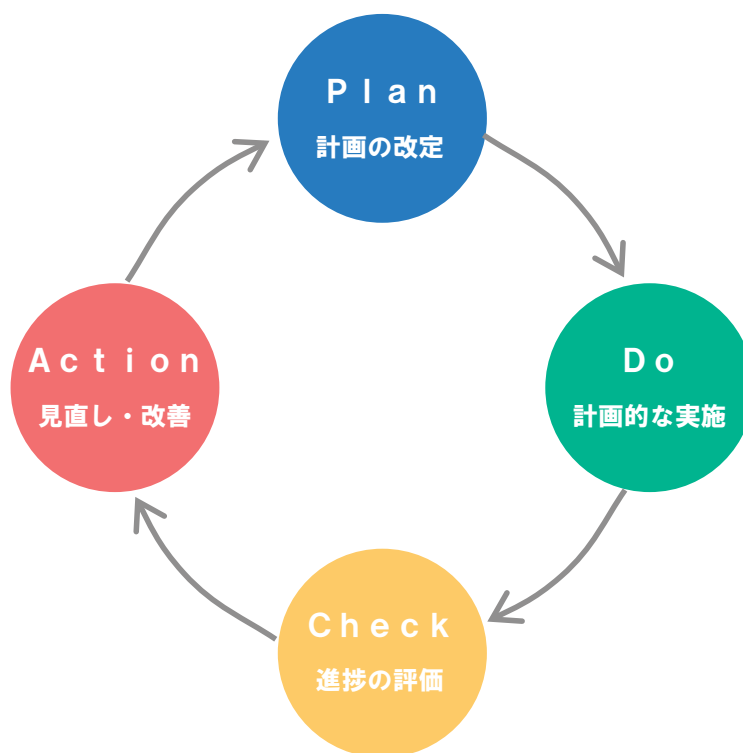 Plan
計画の改定
Do
計画的な実施
Check
進捗の評価
Action
見直し・改善